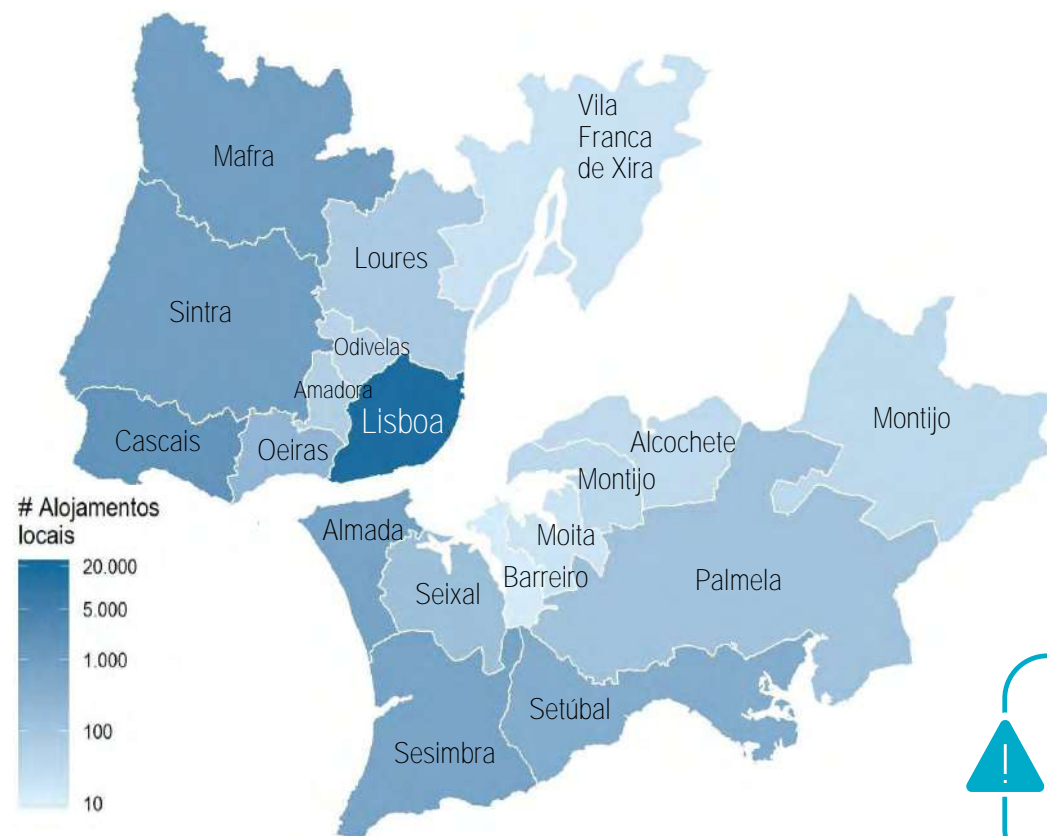 Vila
Franca
de Xira
Mafra
Loures
Sintra
Odivelas
Amadora
Lisboa
Montijo
Cascais
Oeiras
Alcochete
Montijo
# Alojamentos
locais
20.000
5.000
1.000
100
10
Almada
Moita
Barreiro
Seixal
Palmela
Setúbal
Sesimbra
!